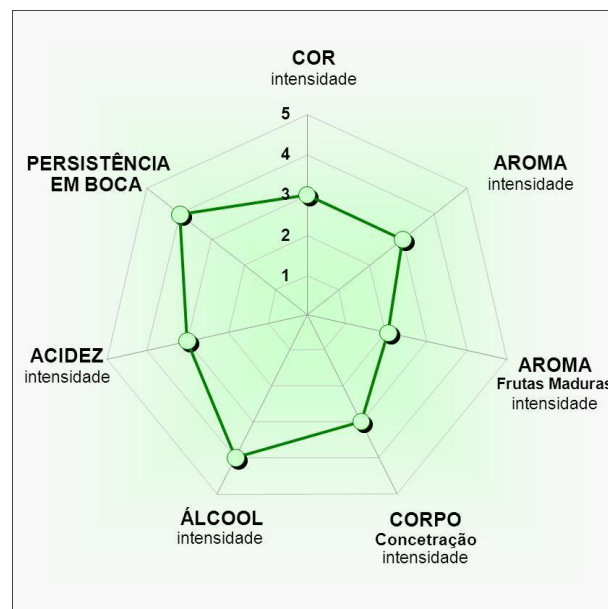 COR
intensidade
5
4
3
2
1
AROMA
intensidade
AROMA
Frutas Maduras
intensidade
CORPO
Concetração
intensidade
ÁLCOOL
intensidade
ACIDEZ
intensidade
PERSISTÊNCIA
EM BOCA